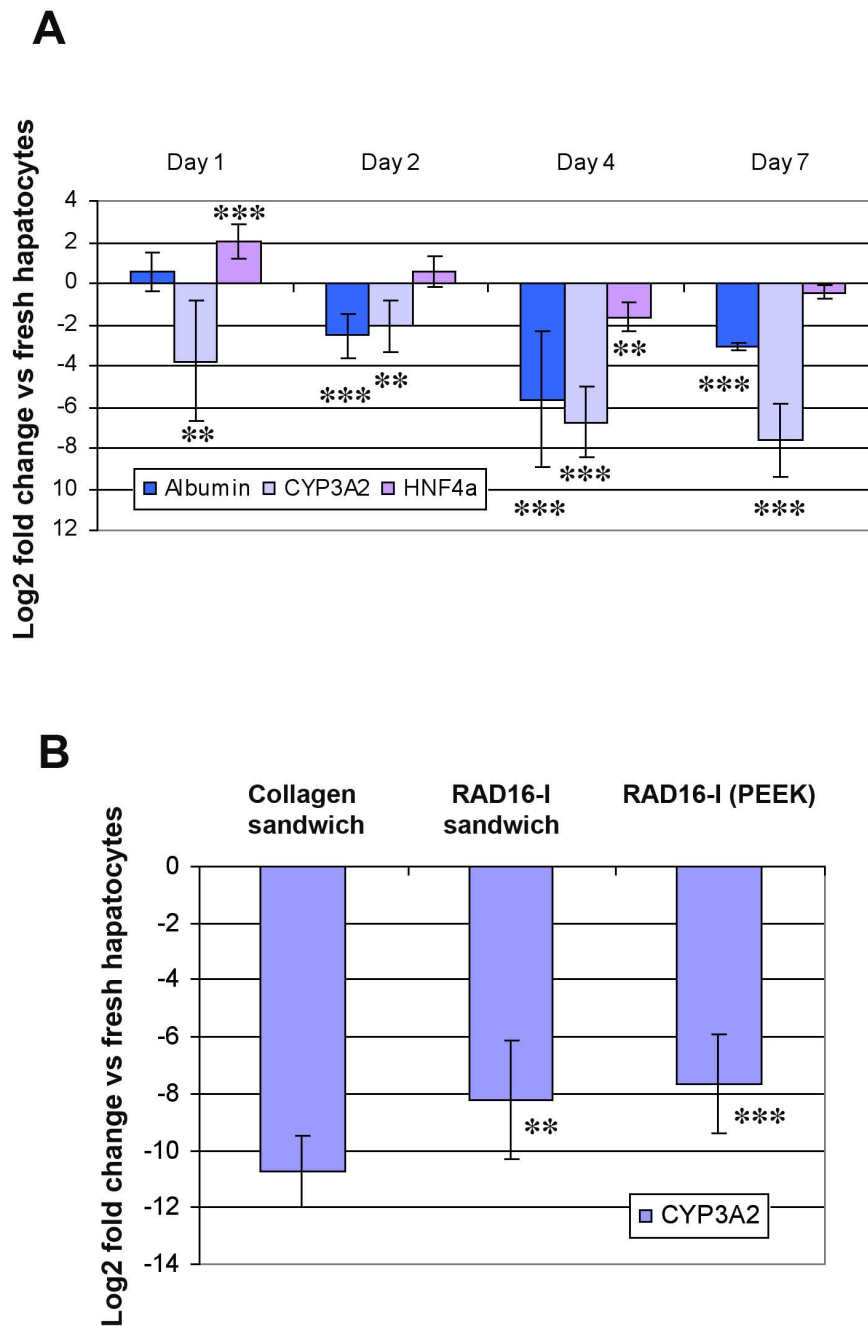 A
Log2 fold change vs fresh hapatocytes
Day 1 Day 2 Day 4 Day 7
4
2
0
-2
-4
-6
-8
10
12
***
**
***
**
***
***
**
***
***
Albumin CYP3A2 HNF4a
B
Log2 fold change vs fresh hapatocytes
Collagen sandwich
RAD16-I sandwich
RAD16-I (PEEK)
0
-2
-4
-6
-8
-10
-12
-14
**
***
CYP3A2